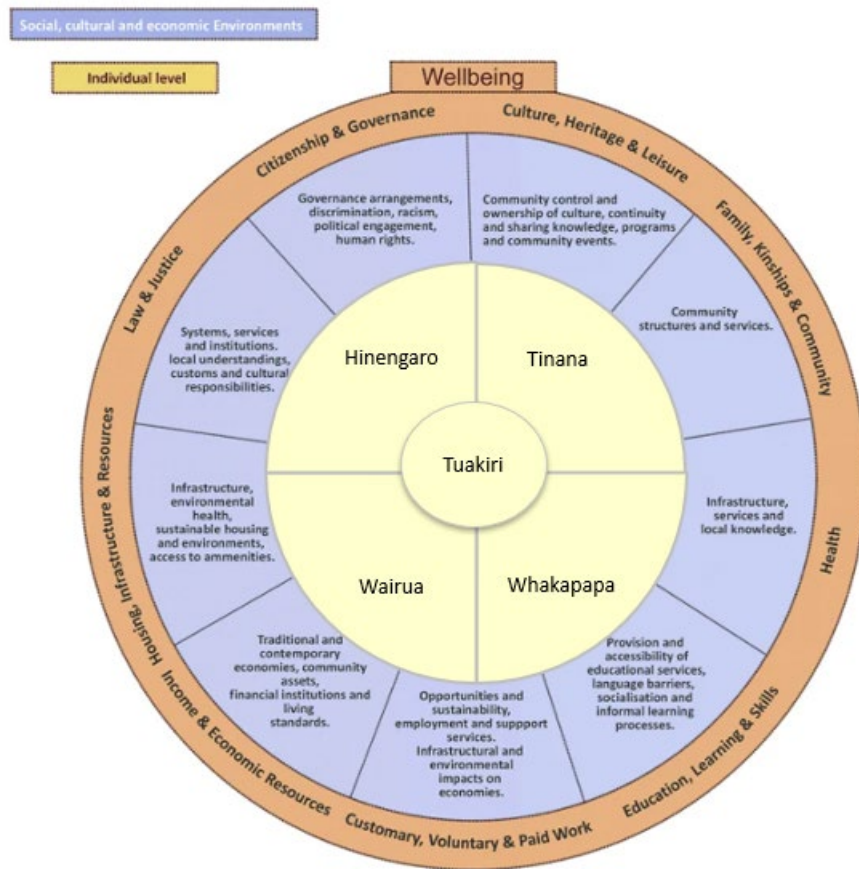 Social, cultural and economic Environments
Individual level
Wellbeing
Citizenship & Governance
Culture, Heritage & Leisure
Family, Kinships & Community
Health
Education, Learning & Skills
Customary, Voluntary & Paid Work
Income & Economic Resources
Housing, Infrastructure & Resources
Law & Justice
Governance arrangements,
discrimination, racism,
political engagement,
human rights.
Community control and
ownership of culture, continuity
and sharing knowledge, programs
and community events.
Community
structures and services.
Infrastructure,
services and
local knowledge.
Provision and
accessibility of
educational services,
language barriers,
socialisation and
informal learning
processes.
Opportunities and
sustainability,
employment and suppport
services.
Infrastructural and
environmental
impacts on
economies.
Traditional and
contemporary
economies, community
assets,
financial institutions and
living
standards.
Infrastructure,
environmental
health,
sustainable housing
and environments,
access to ammenities.
Systems, services
and institutions.
local understandings,
customs and cultural
responsibilities.
Hinengaro
Tinana
Tuakiri
Wairua
Whakapapa